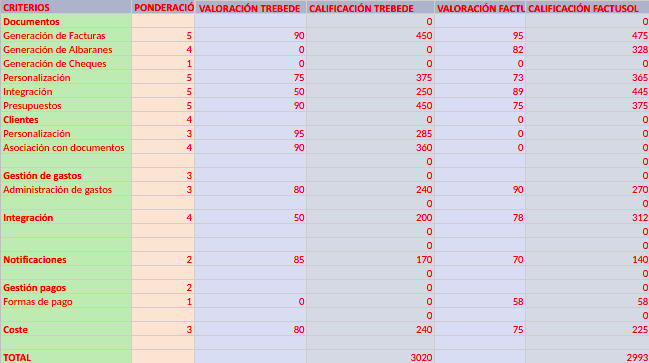 CRITERIOS PONDERACIÓ VALORACIÓN TREBEDE CALIFICACIÓN TREBEDE VALORACIÓN FACTU CALIFICACIÓN FACTUSOL
Documentos 0 0
Generación de Facturas 5 90 450 95 475
Generación de Albaranes 4 0 0 82 328
Generación de Cheques 1 0 0 0 0
Personalización 5 75 375 73 365
Integración 5 50 250 89 445
Presupuestos 5 90 450 75 375
Clientes 4 0 0
Personalización 3 95 285 0 0
Asociación con documentos 4 90 360 0 0
0 0
Gestión de gastos 3 0 0
Administración de gastos 3 80 240 90 270
0 0
Integración 4 50 200 78 312
0 0
0 0
Notificaciones 2 85 170 70 140
0 0
Gestión pagos 2 0 0
Formas de pago 1 0 0 58 58
0 0
Coste 3 80 240 75 225
TOTAL 3020 2993